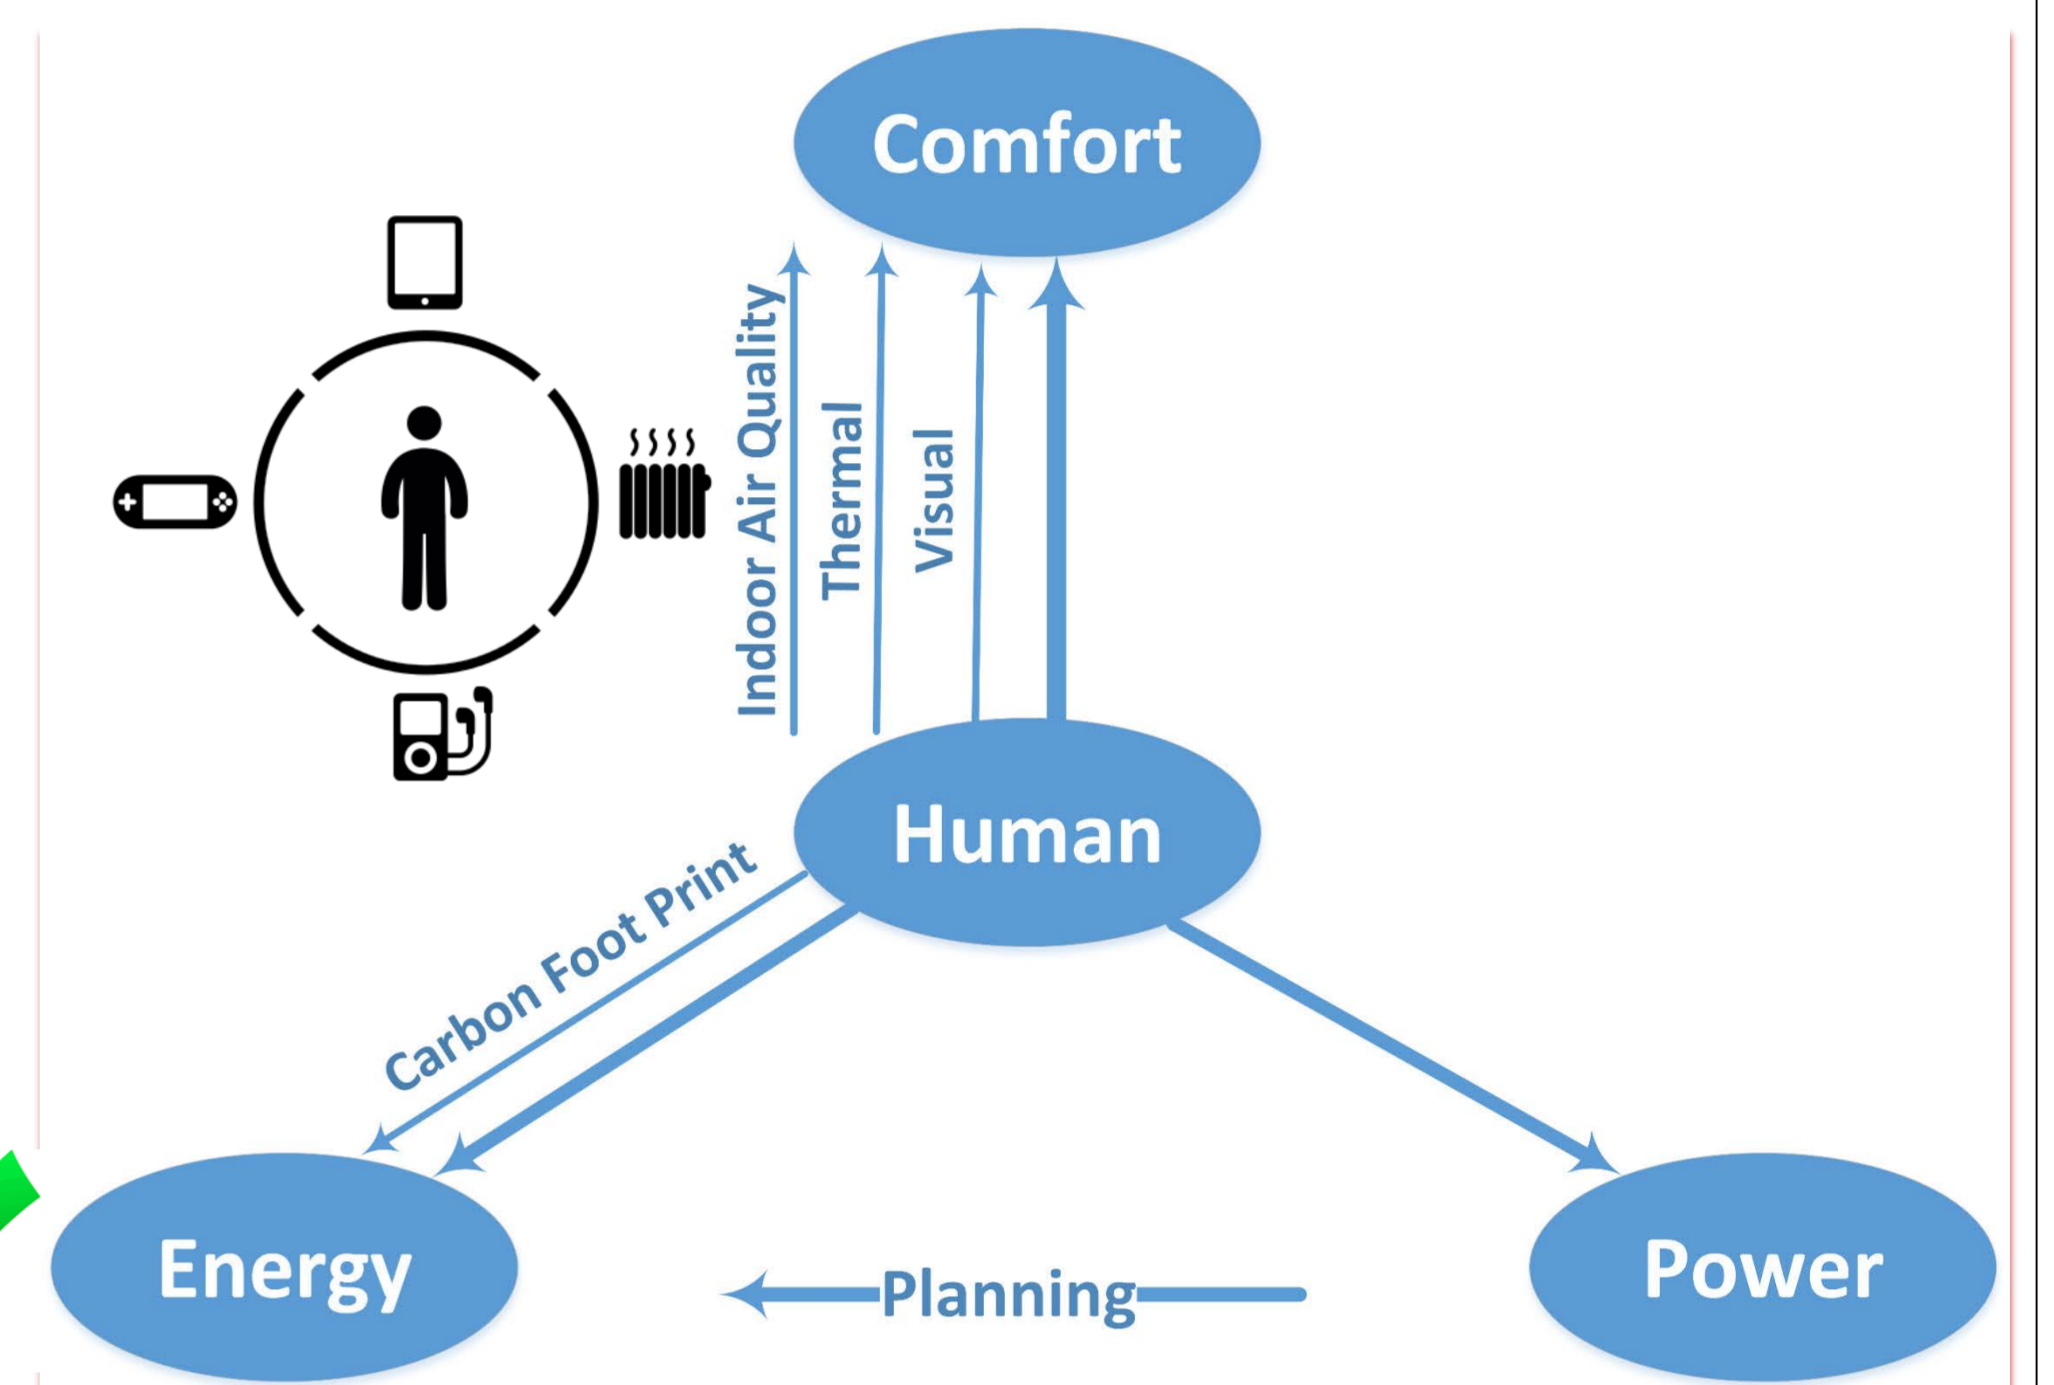 Comfort
Indoor Air Quality
Thermal
Visual
Human
Carbon Foot Print
Energy
Planning
Power